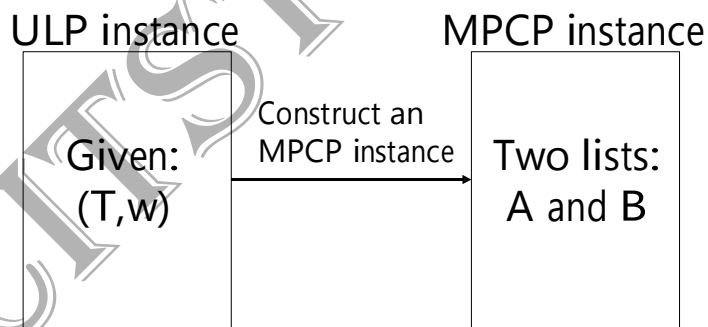 ULP instance
MPCP instance
Construct an
MPCP instance
Given:
(T,w)
Two lists:
A and B